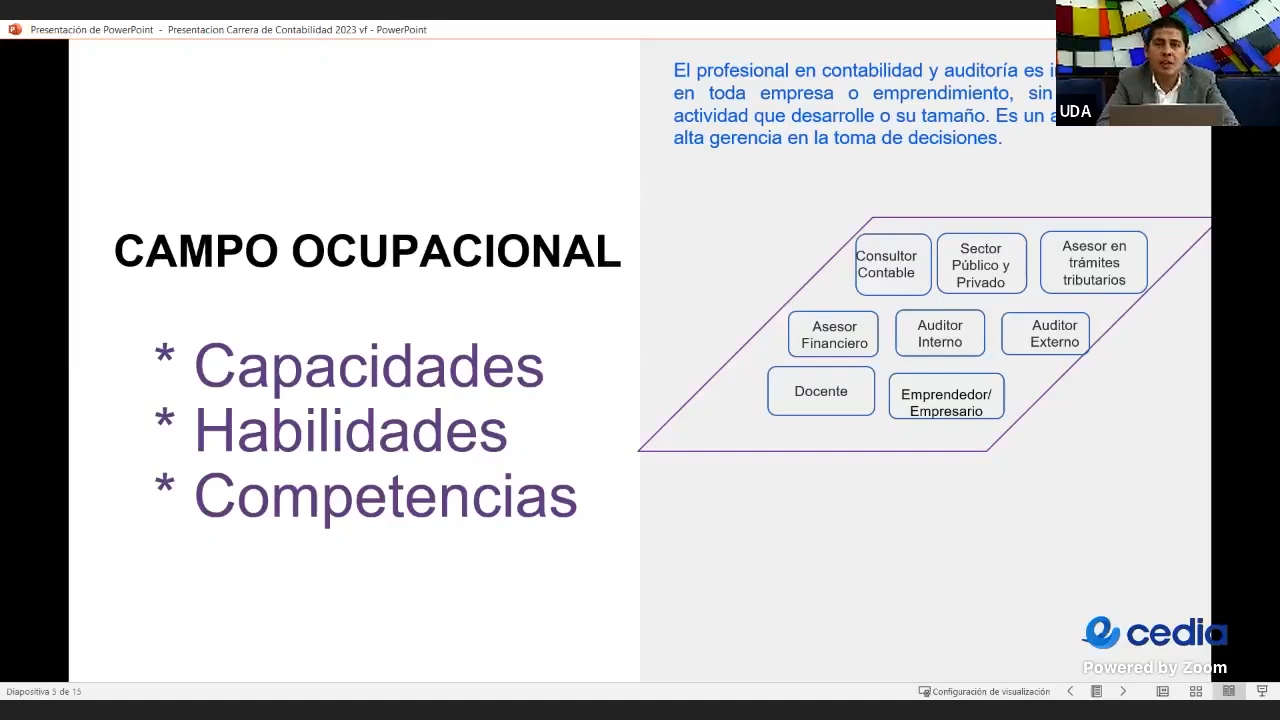 Presentación de PowerPoint - Presentacion Carrera de Contabilidad 2023 vf - PowerPoint
El profesional en contabilidad y auditoría es
en toda empresa o emprendimiento, sin
actividad que desarrolle o su tamaño. Es un
alta gerencia en la toma de decisiones.
UDA
CAMPO OCUPACIONAL
* Capacidades
* Habilidades
* Competencias
Consultor
Contable
Sector
Público y
Privado
Asesor en
trámites
tributarios
Asesor
Financiero
Auditor
Interno
Auditor
Externo
Docente
Emprendedor/
Empresario
cedia
Powered by Zoom
Diapositiva 5 de 15
Configuración de visualización